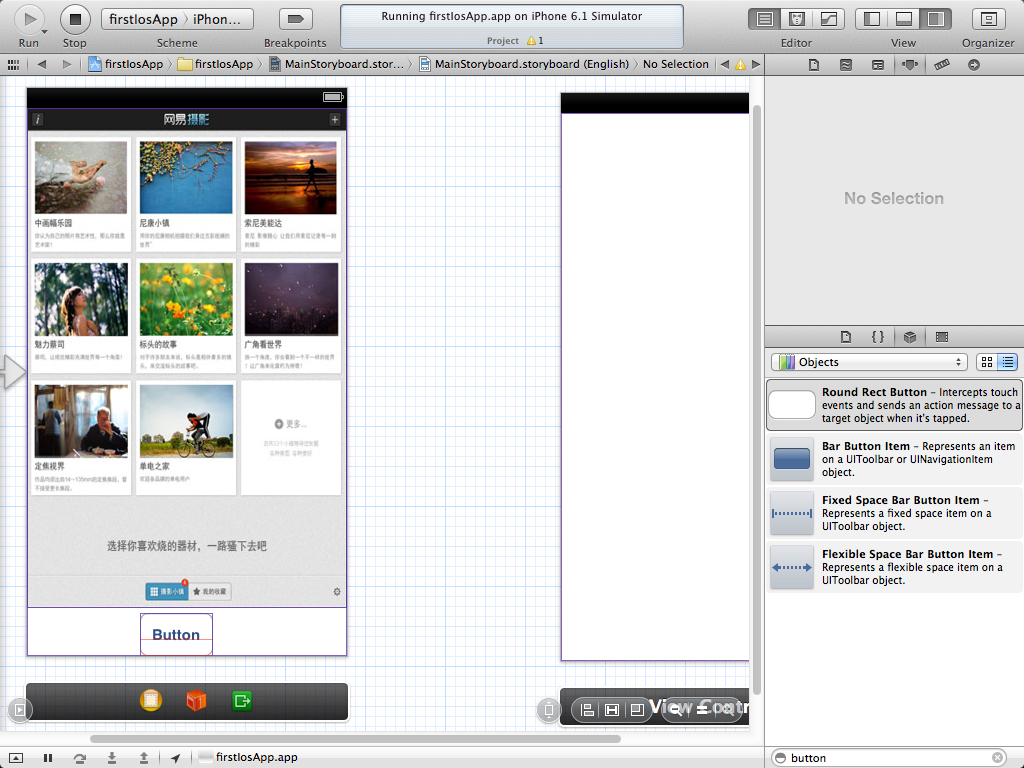 Running firstIosApp.app on iPhone 6.1 Simulator
firstIosApp iPhon...
Project 1
Run
Stop
Scheme
Breakpoints
Editor
View
Organizer
firstIosApp
firstIosApp
MainStoryboard.stor...
MainStoryboard.storyboard (English)
No Selection
网易摄影
No Selection
中画幅乐园
尼康小镇
索尼美能达
魅力蔡司
标头的故事
广角看世界
定焦视界
单电之家
更多...
选择你喜欢烧的器材，一路骚下去吧
摄影小镇
我的收藏
Button
View Contr
{ }
Objects
Round Rect Button – Intercepts touch
events and sends an action message to a
target object when it's tapped.
Bar Button Item – Represents an item
on a UIToolbar or UINavigationItem
object.
Fixed Space Bar Button Item –
Represents a fixed space item on a
UIToolbar object.
Flexible Space Bar Button Item –
Represents a flexible space item on a
UIToolbar object.
firstIosApp.app
button